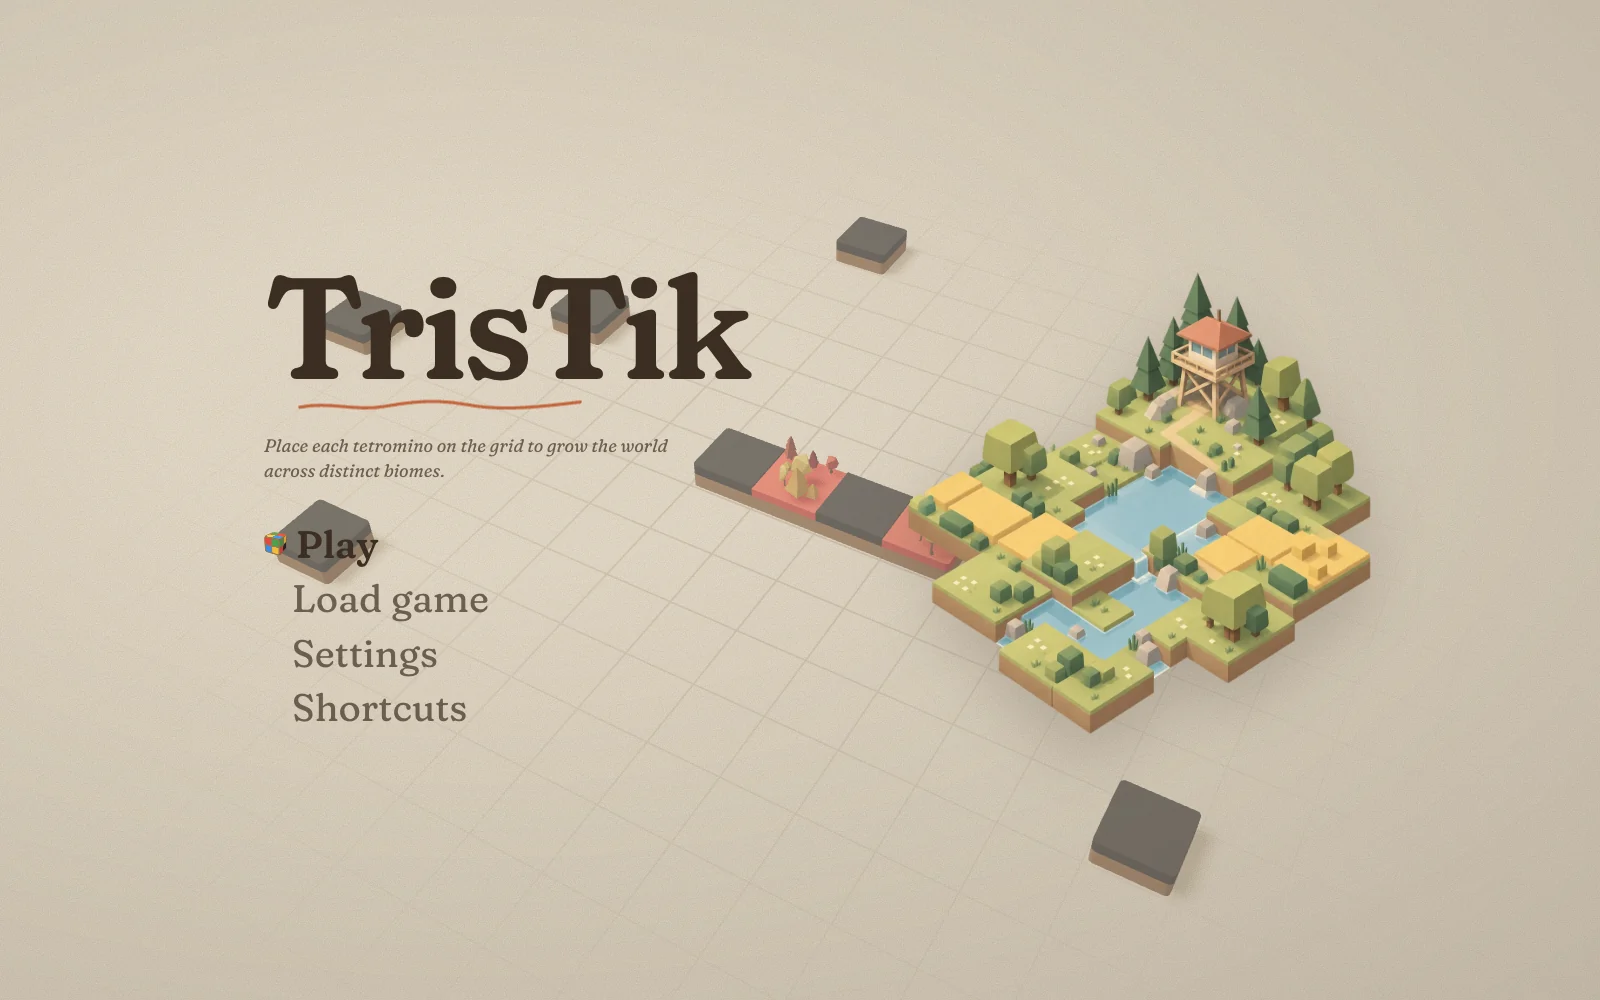 TrisTik
Place each tetromino on the grid to grow the world
across distinct biomes.
Play
Load game
Settings
Shortcuts